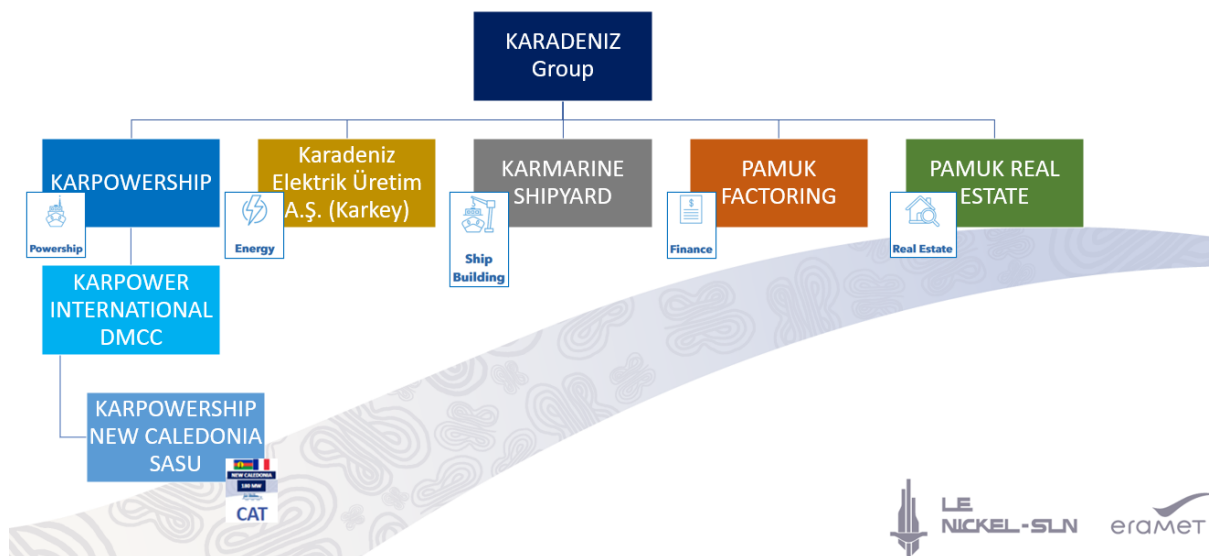 KARADENIZ
Group
KARPOWERSHIP
Powership
Karadeniz
Elektrik Üretim
A.Ş. (Karkey)
Energy
KARMARINE
SHIPYARD
Ship
Building
PAMUK
FACTORING
$
Finance
PAMUK REAL
ESTATE
Real Estate
KARPOWER
INTERNATIONAL
DMCC
KARPOWERSHIP
NEW CALEDONIA
SASU
NEW CALEDONIA
180 MW
CAT
LE
NICKEL-SLN
eramet